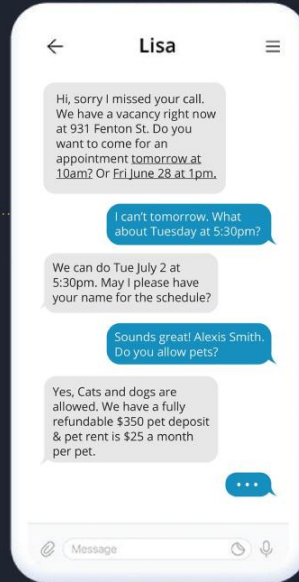 Lisa
Hi, sorry I missed your call.
We have a vacancy right now
at 931 Fenton St. Do you
want to come for an
appointment tomorrow at
10am? Or Fri June 28 at 1pm.
I can't tomorrow. What
about Tuesday at 5:30pm?
We can do Tue July 2 at
5:30pm. May I please have
your name for the schedule?
Sounds great! Alexis Smith.
Do you allow pets?
Yes, Cats and dogs are
allowed. We have a fully
refundable $350 pet deposit
& pet rent is $25 a month
per pet.
Message